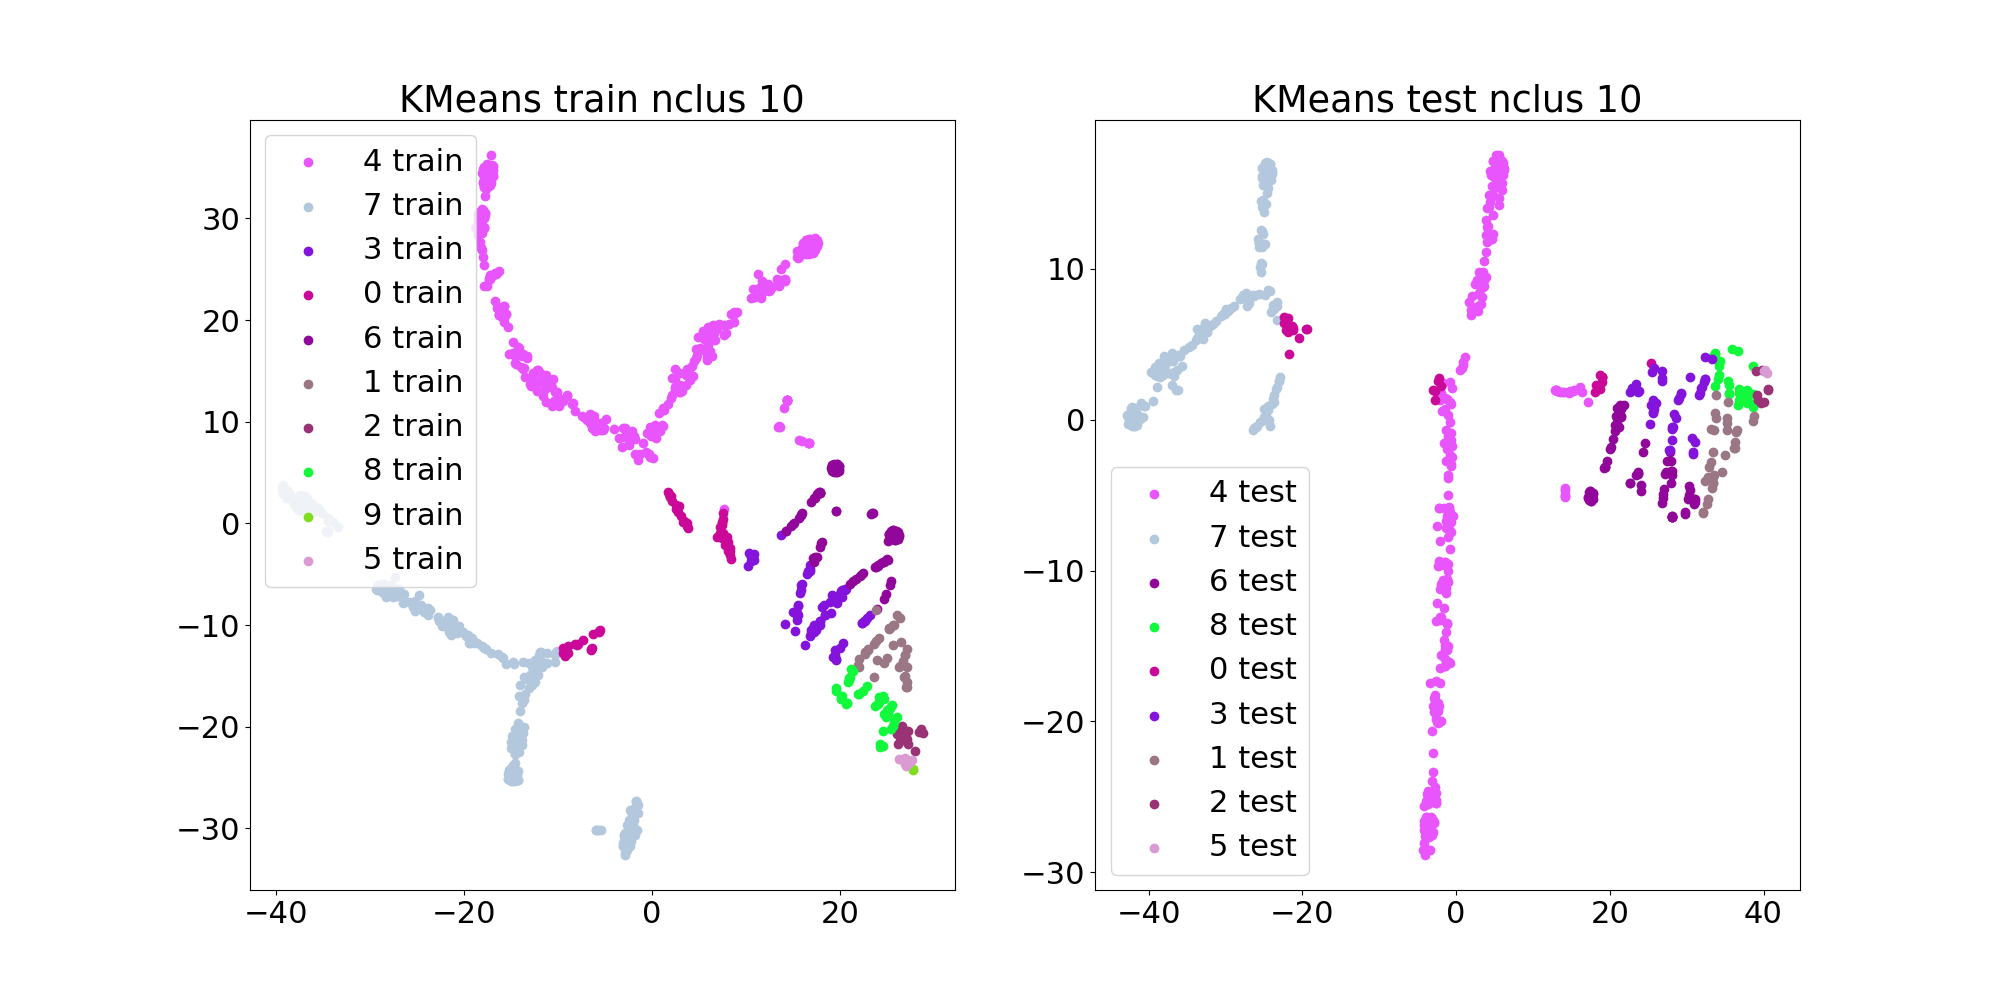 KMeans train nclus 10
4 train
7 train
3 train
0 train
6 train
1 train
2 train
8 train
9 train
5 train
30
20
10
0
−10
−20
−30
−40
−20
0
20
KMeans test nclus 10
4 test
7 test
6 test
8 test
0 test
3 test
1 test
2 test
5 test
10
0
−10
−20
−30
−40
−20
0
20
40